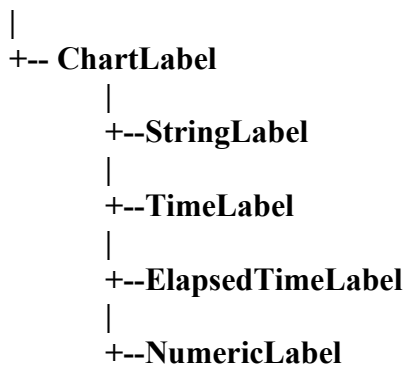 |
+-- ChartLabel
|
+--StringLabel
|
+--TimeLabel
|
+--ElapsedTimeLabel
|
+--NumericLabel